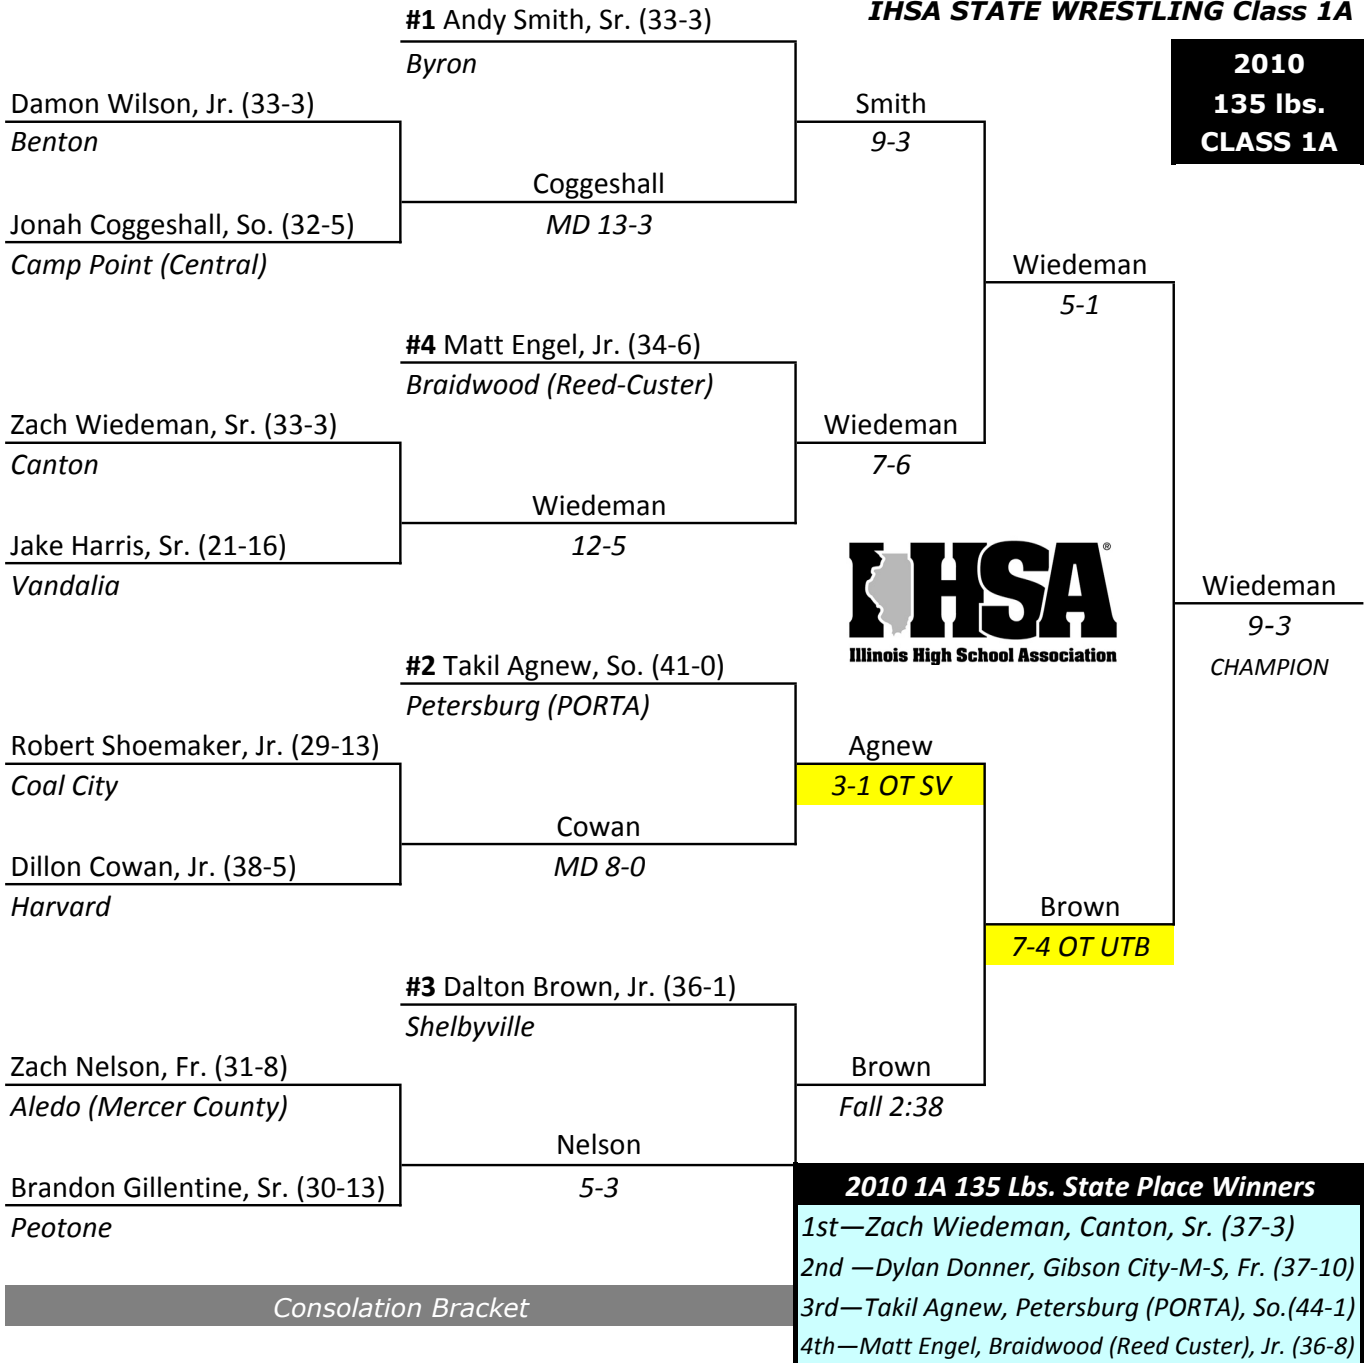 IHSA STATE WRESTLING Class 1A
#1 Andy Smith, Sr. (33-3)
Byron
2010
135 lbs.
CLASS 1A
Damon Wilson, Jr. (33-3)
Benton
Smith
9-3
Coggeshall
MD 13-3
Jonah Coggeshall, So. (32-5)
Camp Point (Central)
Wiedeman
5-1
#4 Matt Engel, Jr. (34-6)
Braidwood (Reed-Custer)
Zach Wiedeman, Sr. (33-3)
Canton
Wiedeman
7-6
Wiedeman
12-5
Jake Harris, Sr. (21-16)
Vandalia
IHSA®
Illinois High School Association
Wiedeman
9-3
CHAMPION
#2 Takil Agnew, So. (41-0)
Petersburg (PORTA)
Robert Shoemaker, Jr. (29-13)
Coal City
Agnew
3-1 OT SV
Cowan
MD 8-0
Dillon Cowan, Jr. (38-5)
Harvard
Brown
7-4 OT UTB
#3 Dalton Brown, Jr. (36-1)
Shelbyville
Zach Nelson, Fr. (31-8)
Aledo (Mercer County)
Brown
Fall 2:38
Nelson
5-3
Brandon Gillentine, Sr. (30-13)
Peotone
2010 1A 135 Lbs. State Place Winners
1st—Zach Wiedeman, Canton, Sr. (37-3)
2nd —Dylan Donner, Gibson City-M-S, Fr. (37-10)
3rd—Takil Agnew, Petersburg (PORTA), So.(44-1)
4th—Matt Engel, Braidwood (Reed Custer), Jr. (36-8)
Consolation Bracket